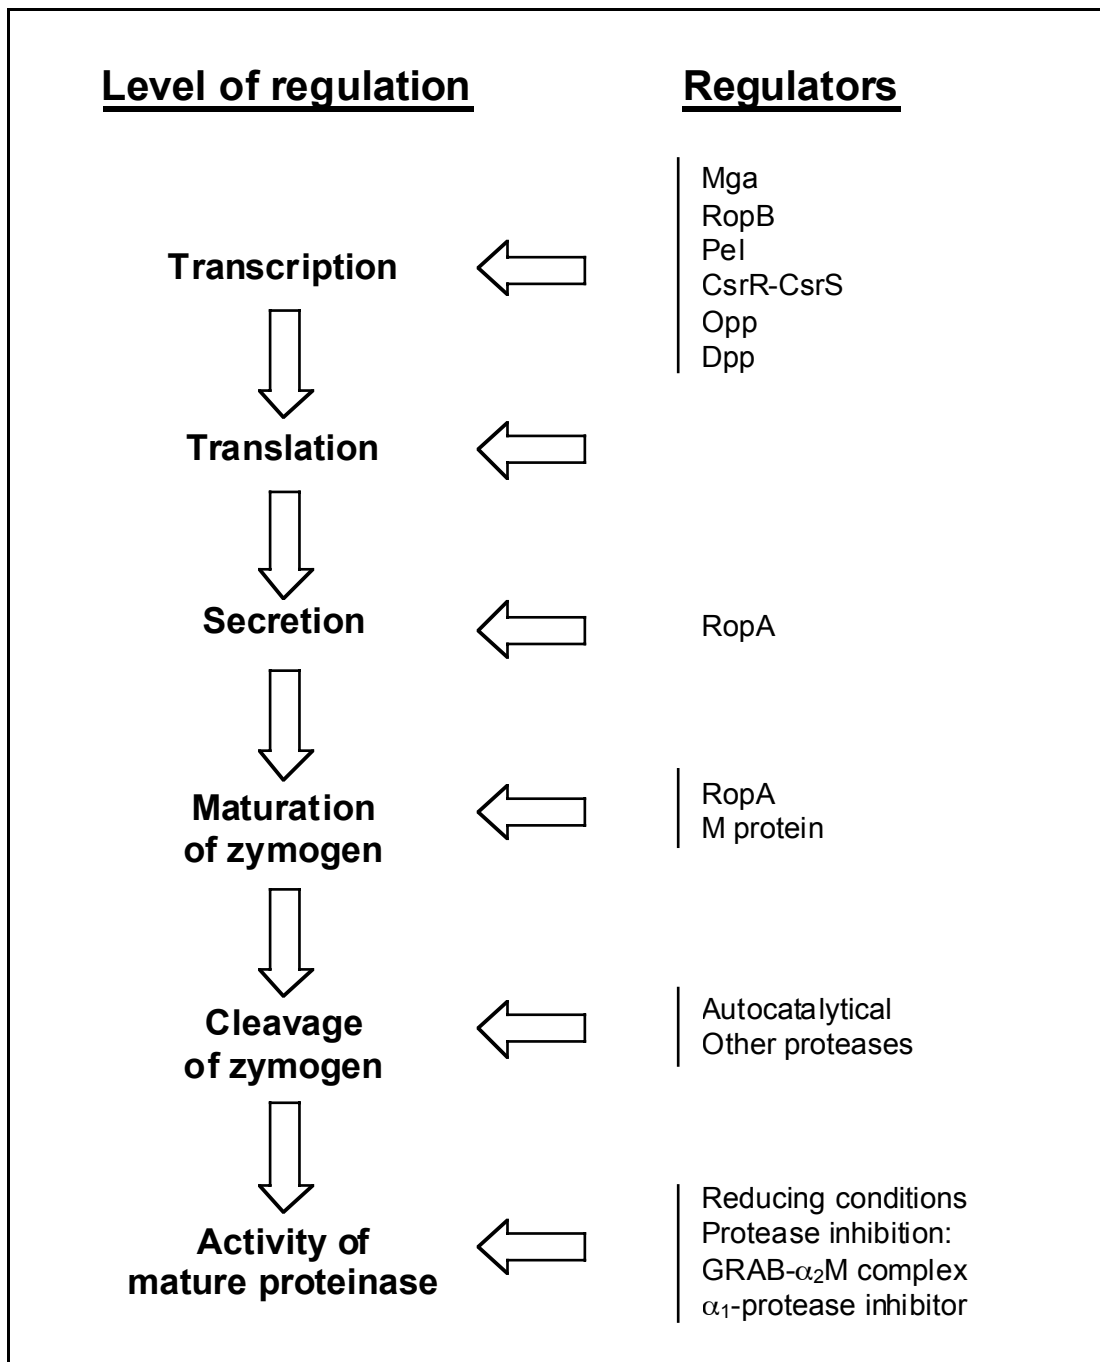 Level of regulation
Regulators
Transcription
Mga
RopB
Pel
CsrR-CsrS
Opp
Dpp
Translation
Secretion
RopA
Maturation
of zymogen
RopA
M protein
Cleavage
of zymogen
Autocatalytical
Other proteases
Activity of
mature proteinase
Reducing conditions
Protease inhibition:
GRAB-α₂M complex
α₁-protease inhibitor